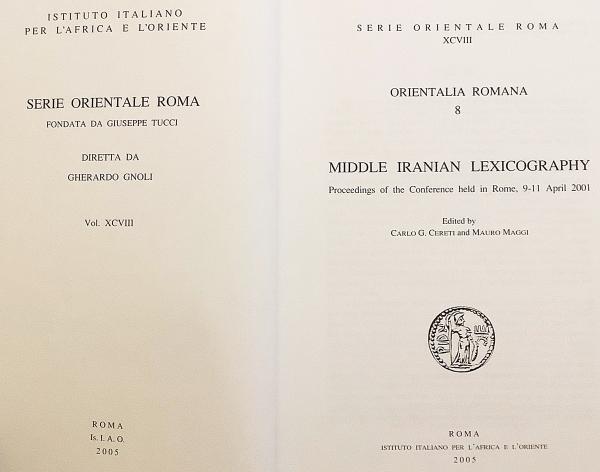 ISTITUTO ITALIANO
PER L'AFRICA E L'ORIENTE
SERIE ORIENTALE ROMA
FONDATA DA GIUSEPPE TUCCI
DIRETTA DA
GHERARDO GNOLI
Vol. XCVIII
ROMA
Is. I. A. O.
2005
SERIE ORIENTALE ROMA
XCVIII
ORIENTALIA ROMANA
8
MIDDLE IRANIAN LEXICOGRAPHY
Proceedings of the Conference held in Rome, 9-11 April 2001
Edited by
CARLO G. CERETI and MAURO MAGGI
ROMA
ISTITUTO ITALIANO PER L'AFRICA E L'ORIENTE
2005